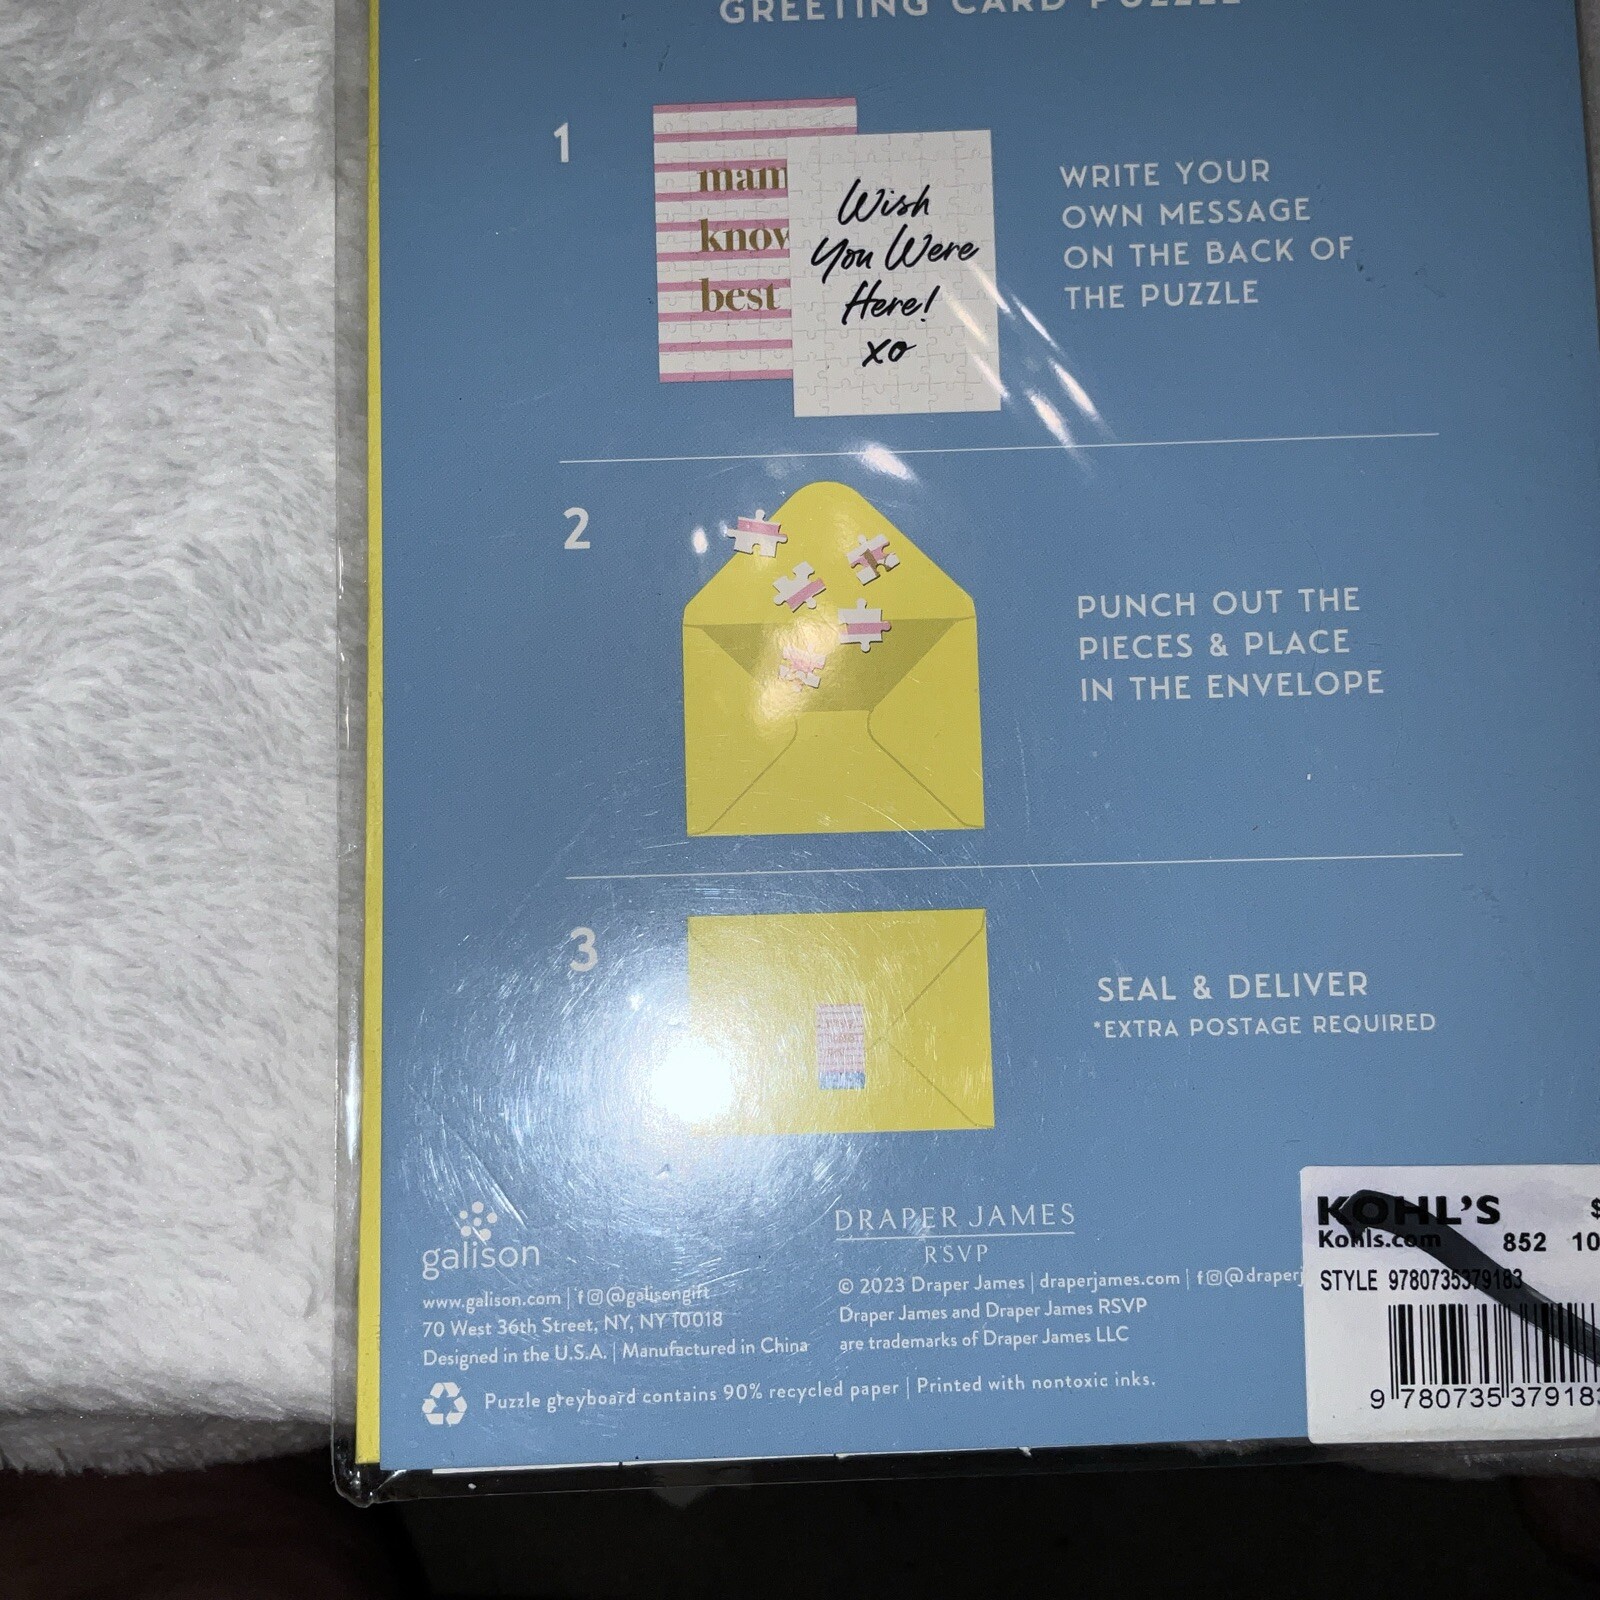 GREETING CARD PUZZLE
1
mam
know
best
Wish
You Were
Here!
xo
WRITE YOUR
OWN MESSAGE
ON THE BACK OF
THE PUZZLE
2
PUNCH OUT THE
PIECES & PLACE
IN THE ENVELOPE
3
SEAL & DELIVER
*EXTRA POSTAGE REQUIRED
galison
www.galison.com | @galisongift
70 West 36th Street, NY, NY 10018
Designed in the U.S.A. | Manufactured in China
Puzzle greyboard contains 90% recycled paper | Printed with nontoxic inks.
DRAPER JAMES
RSVP
© 2023 Draper James | draperjames.com | @draperj
Draper James and Draper James RSVP
are trademarks of Draper James LLC
KOHL'S $
Kohls.com 852 10
STYLE 9780735379183
9 780735 379183